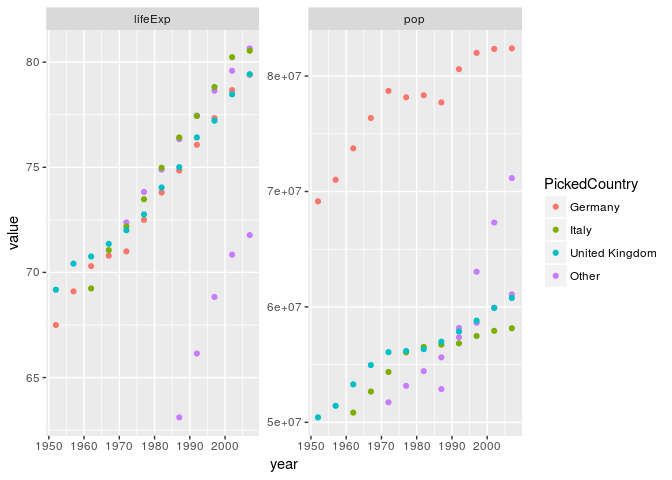 lifeExp
pop
80
75
70
65
8e+07
7e+07
6e+07
5e+07
1950 1960 1970 1980 1990 2000
1950 1960 1970 1980 1990 2000
value
year
PickedCountry
Germany
Italy
United Kingdom
Other